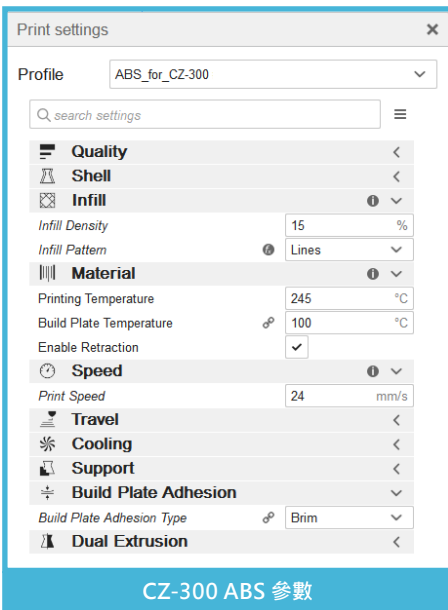 Print settings
Profile ABS_for_CZ-300
search settings
Quality
Shell
Infill
Infill Density 15 %
Infill Pattern Lines
Material
Printing Temperature 245 °C
Build Plate Temperature 100 °C
Enable Retraction
Speed
Print Speed 24 mm/s
Travel
Cooling
Support
Build Plate Adhesion
Build Plate Adhesion Type Brim
Dual Extrusion
CZ-300 ABS 參數